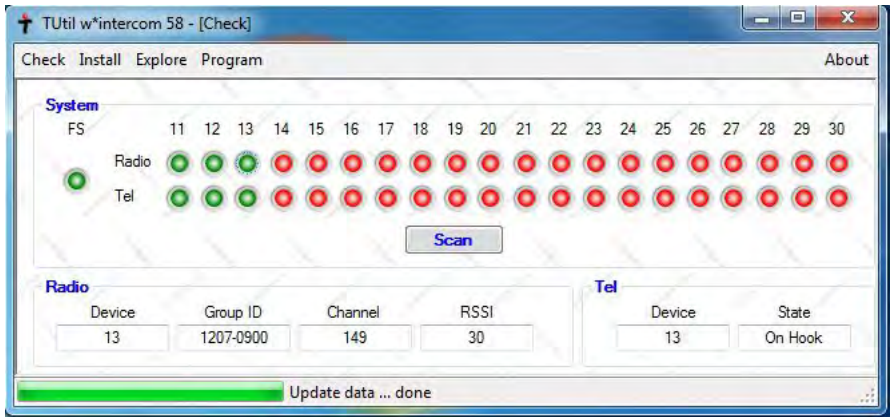 TUtil w*intercom 58 - [Check]
Check Install Explore Program About
System
FS 11 12 13 14 15 16 17 18 19 20 21 22 23 24 25 26 27 28 29 30
Radio
Tel
Scan
Radio
Device Group ID Channel RSSI
13 1207-0900 149 30
Tel
Device State
13 On Hook
Update data ... done